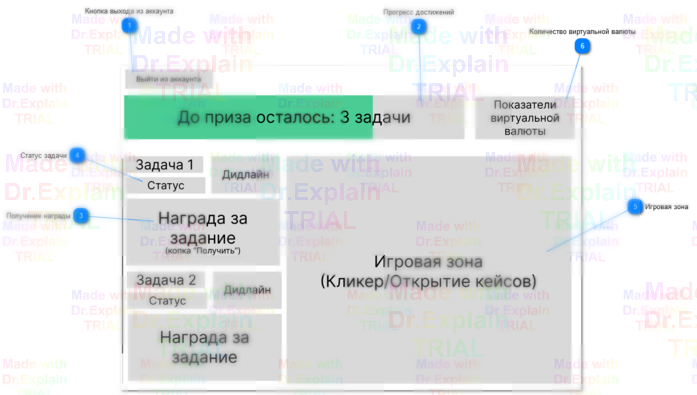 Кнопка выхода из аккаунта
1
Прогресс достижений
2
Количество виртуальной валюты
6
Выйти из аккаунта
До приза осталось: 3 задачи
Показатели
виртуальной
валюты
Статус задачи
4
Задача 1
Статус
Дидлайн
Получение награды
3
Награда за
задание
(копка "Получить")
5
Игровая зона
Игровая зона
(Кликер/Открытие кейсов)
Задача 2
Статус
Дидлайн
Награда за
задание
Made with
Dr.Explain
TRIAL